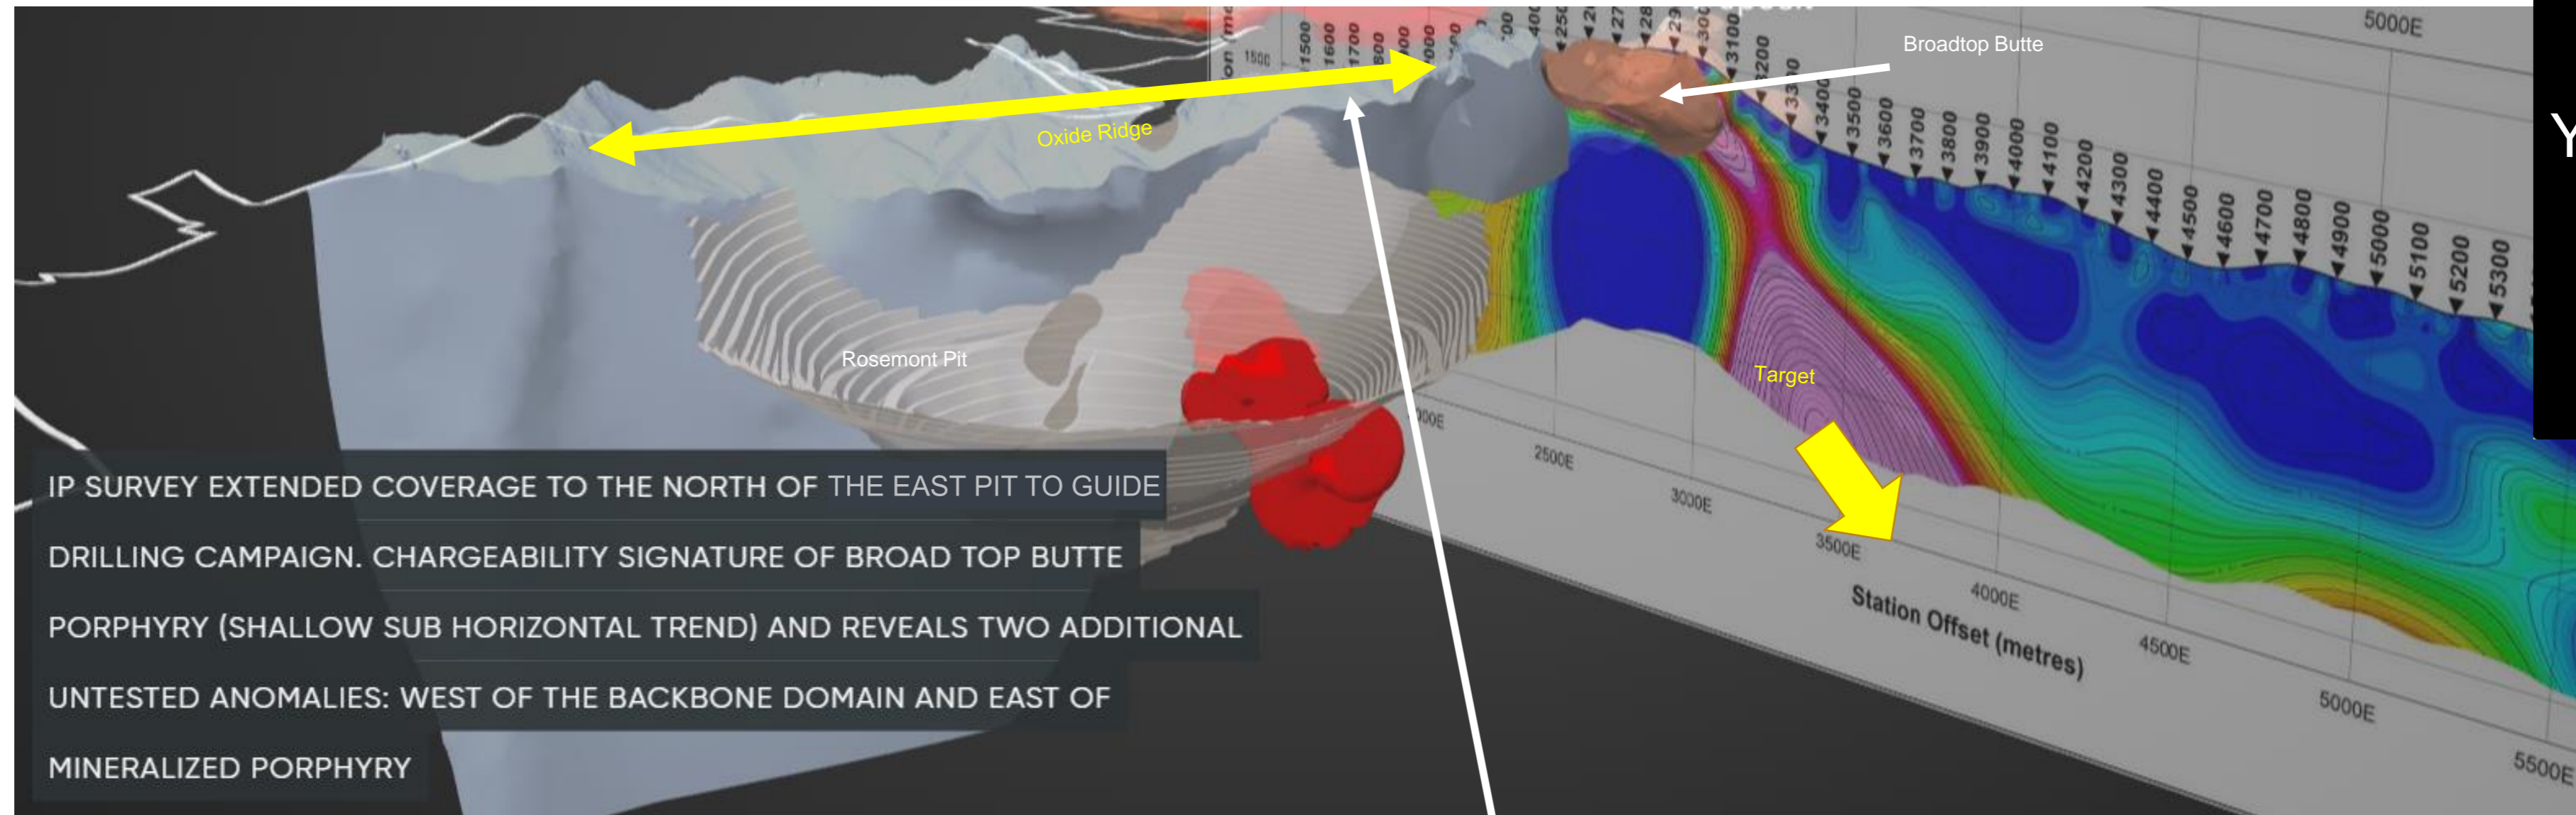 5000E
Broadtop Butte
1500
1500
1600
1700
3100
3200
3300
3400
3500
3600
3700
3800
3900
4000
4100
4200
4300
4400
4500
4600
4700
4800
4900
5000
5100
5200
5300
Oxide Ridge
Y
Rosemont Pit
Target
2500E
3000E
3500E
4000E
4500E
5000E
5500E
Station Offset (metres)
IP SURVEY EXTENDED COVERAGE TO THE NORTH OF THE EAST PIT TO GUIDE
DRILLING CAMPAIGN. CHARGEABILITY SIGNATURE OF BROAD TOP BUTTE
PORPHYRY (SHALLOW SUB HORIZONTAL TREND) AND REVEALS TWO ADDITIONAL
UNTESTED ANOMALIES: WEST OF THE BACKBONE DOMAIN AND EAST OF
MINERALIZED PORPHYRY